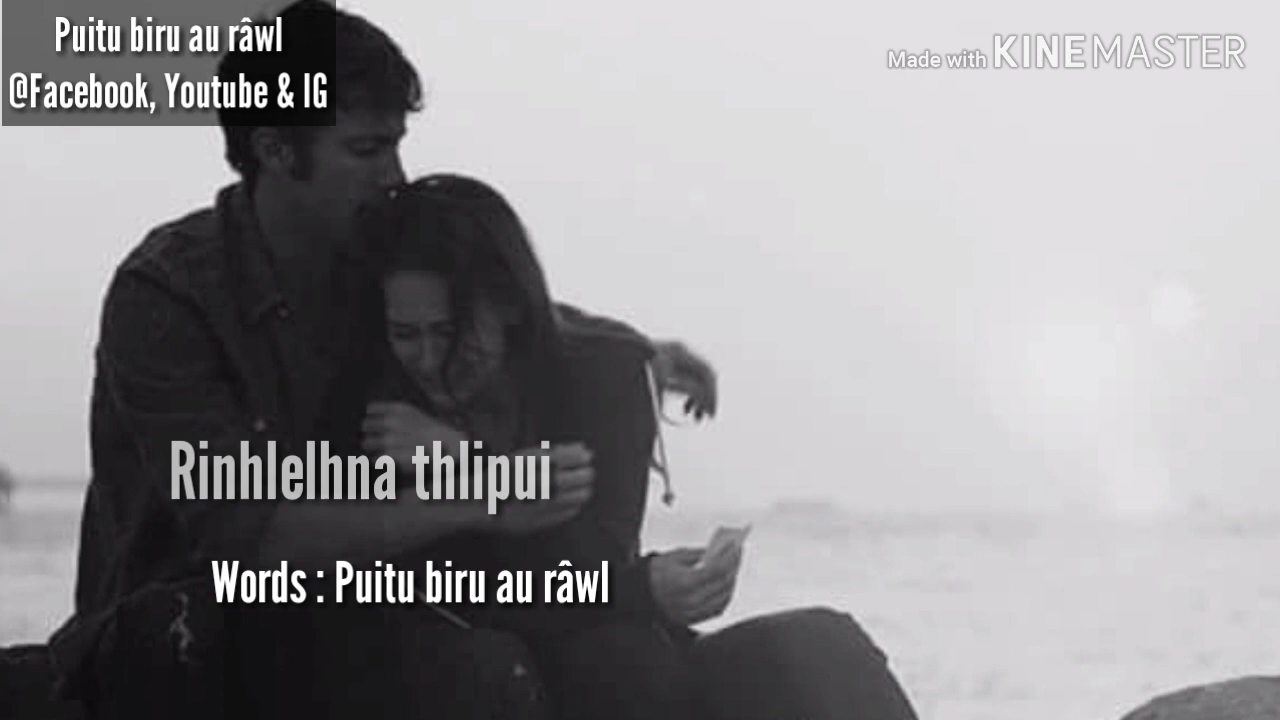 Puitu biru au râwl
@Facebook, Youtube & IG
Made with KINEMASTER
Rinhlelhna thlipui
Words : Puitu biru au râwl